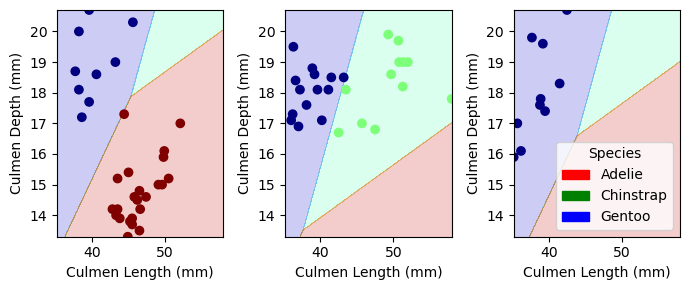 20
19
18
17
16
15
14
Culmen Depth (mm)
40
50
Culmen Length (mm)
20
19
18
17
16
15
14
Culmen Depth (mm)
40
50
Culmen Length (mm)
20
19
18
17
16
15
14
Culmen Depth (mm)
40
50
Culmen Length (mm)
Species
Adelie
Chinstrap
Gentoo